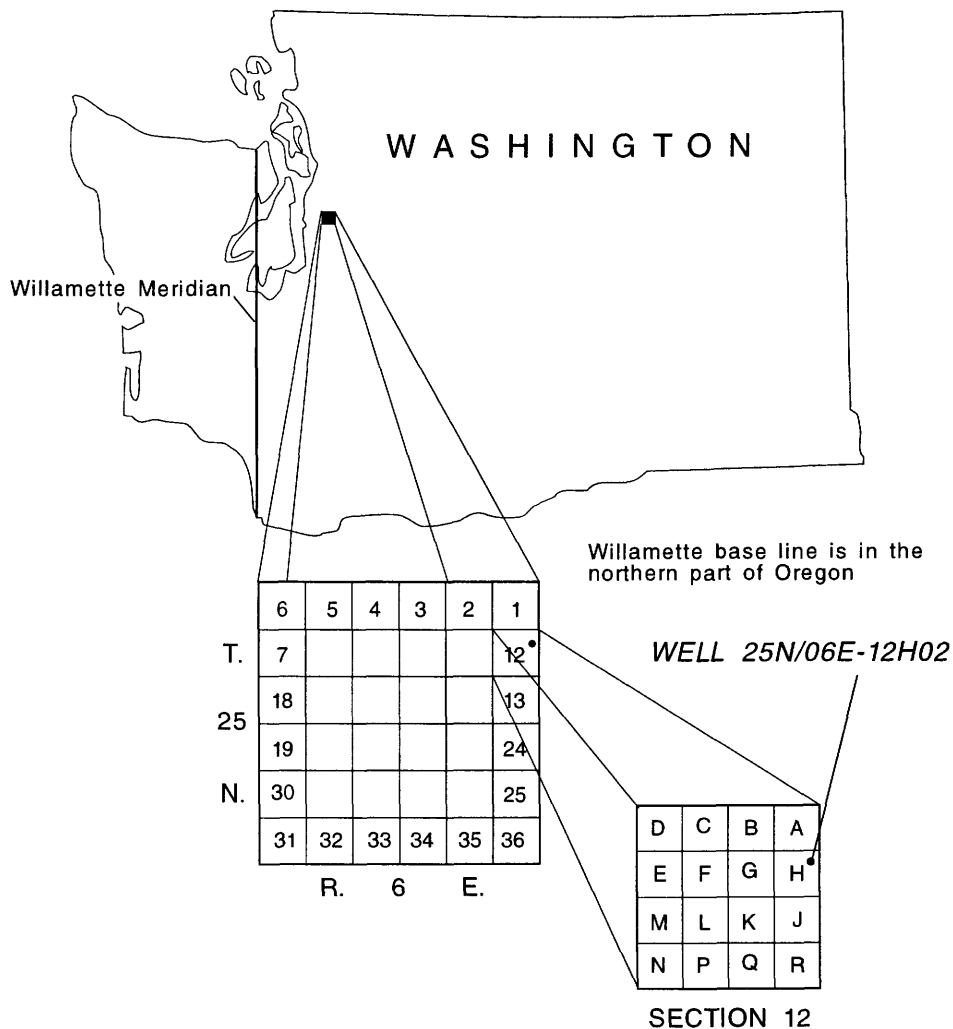 WASHINGTON
Willamette Meridian
Willamette base line is in the
northern part of Oregon
WELL 25N/06E-12H02
6 5 4 3 2 1
T. 7 12
18 13
25
19 24
N. 30 25
31 32 33 34 35 36
R. 6 E.
D C B A
E F G H
M L K J
N P Q R
SECTION 12